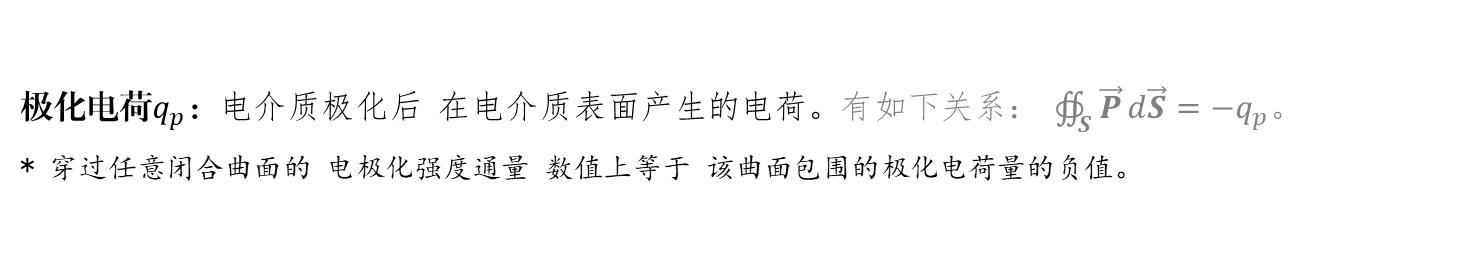 极化电荷qₚ：电介质极化后 在电介质表面产生的电荷。有如下关系： ∯_S P⃗ dS⃗ = −qₚ。
* 穿过任意闭合曲面的 电极化强度通量 数值上等于 该曲面包围的极化电荷量的负值。